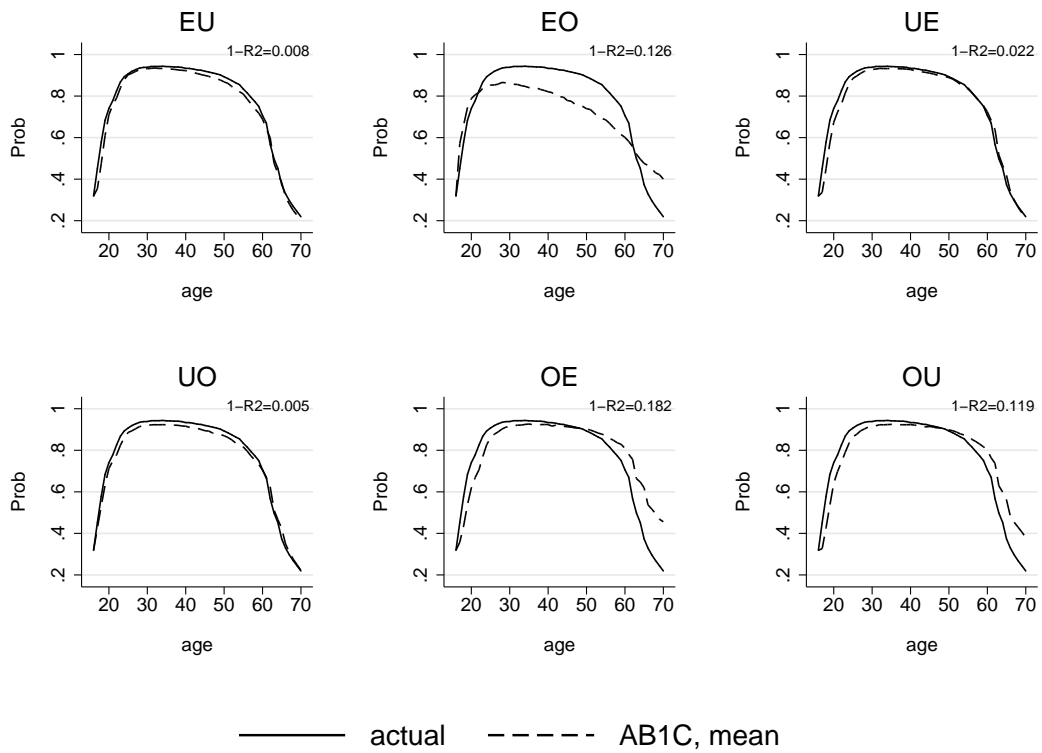 EU
1-R2=0.008
Prob
1
.8
.6
.4
.2
20 30 40 50 60 70
age
EO
1-R2=0.126
Prob
1
.8
.6
.4
.2
20 30 40 50 60 70
age
UE
1-R2=0.022
Prob
1
.8
.6
.4
.2
20 30 40 50 60 70
age
UO
1-R2=0.005
Prob
1
.8
.6
.4
.2
20 30 40 50 60 70
age
OE
1-R2=0.182
Prob
1
.8
.6
.4
.2
20 30 40 50 60 70
age
OU
1-R2=0.119
Prob
1
.8
.6
.4
.2
20 30 40 50 60 70
age
actual AB1C, mean